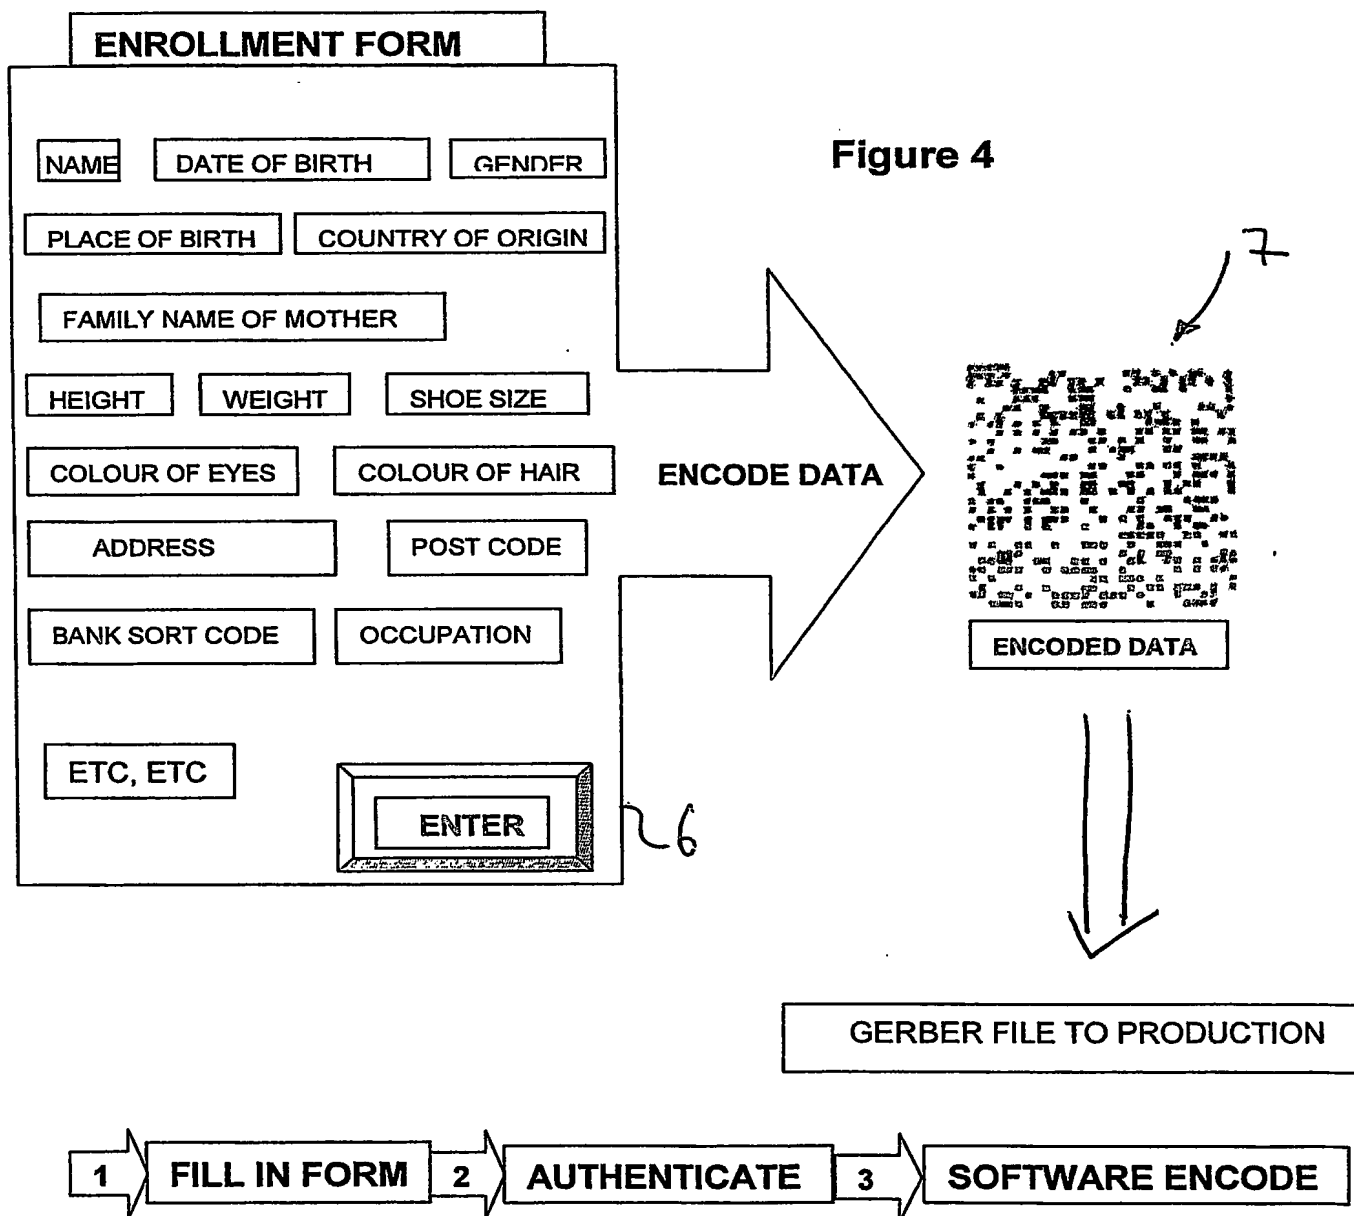 ENROLLMENT FORM
NAME DATE OF BIRTH GENDER
PLACE OF BIRTH COUNTRY OF ORIGIN
FAMILY NAME OF MOTHER
HEIGHT WEIGHT SHOE SIZE
COLOUR OF EYES COLOUR OF HAIR
ADDRESS POST CODE
BANK SORT CODE OCCUPATION
ETC, ETC
ENTER
6
ENCODE DATA
Figure 4
7
ENCODED DATA
GERBER FILE TO PRODUCTION
1 FILL IN FORM 2 AUTHENTICATE 3 SOFTWARE ENCODE